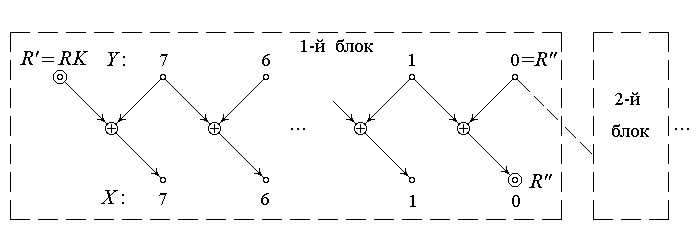 1-й блок
R′=RK Y: 7 6 1 0=R″
2-й
блок
... ...
R″
X: 7 6 1 0